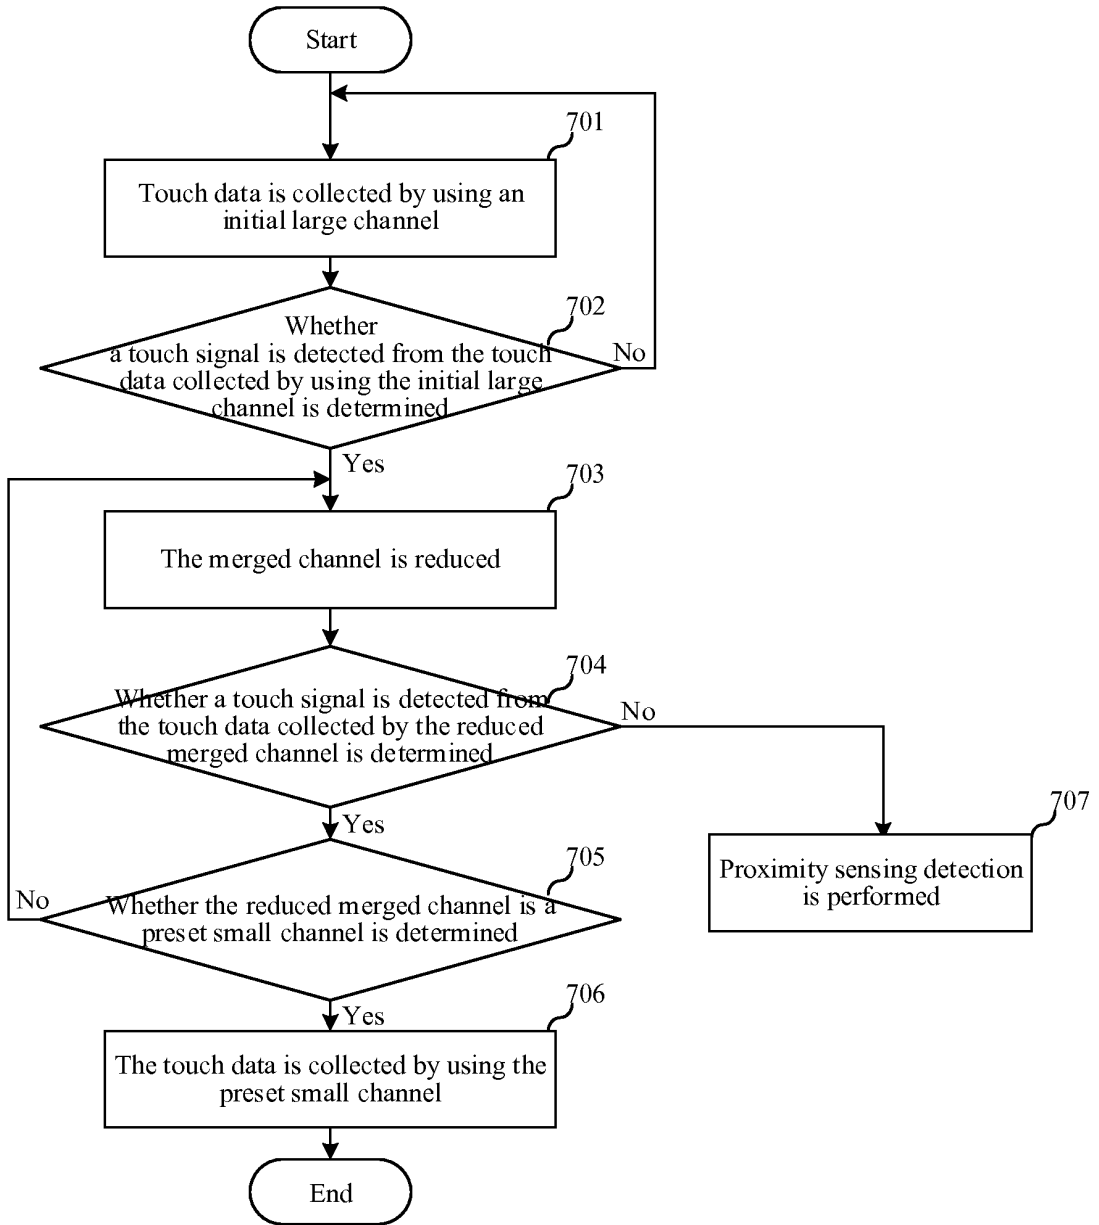 Start
701
Touch data is collected by using an
initial large channel
702
Whether
a touch signal is detected from the touch
data collected by using the initial large
channel is determined
No
Yes
703
The merged channel is reduced
704
Whether a touch signal is detected from
the touch data collected by the reduced
merged channel is determined
No
Yes
707
Proximity sensing detection
is performed
705
Whether the reduced merged channel is a
preset small channel is determined
No
Yes
706
The touch data is collected by using the
preset small channel
End